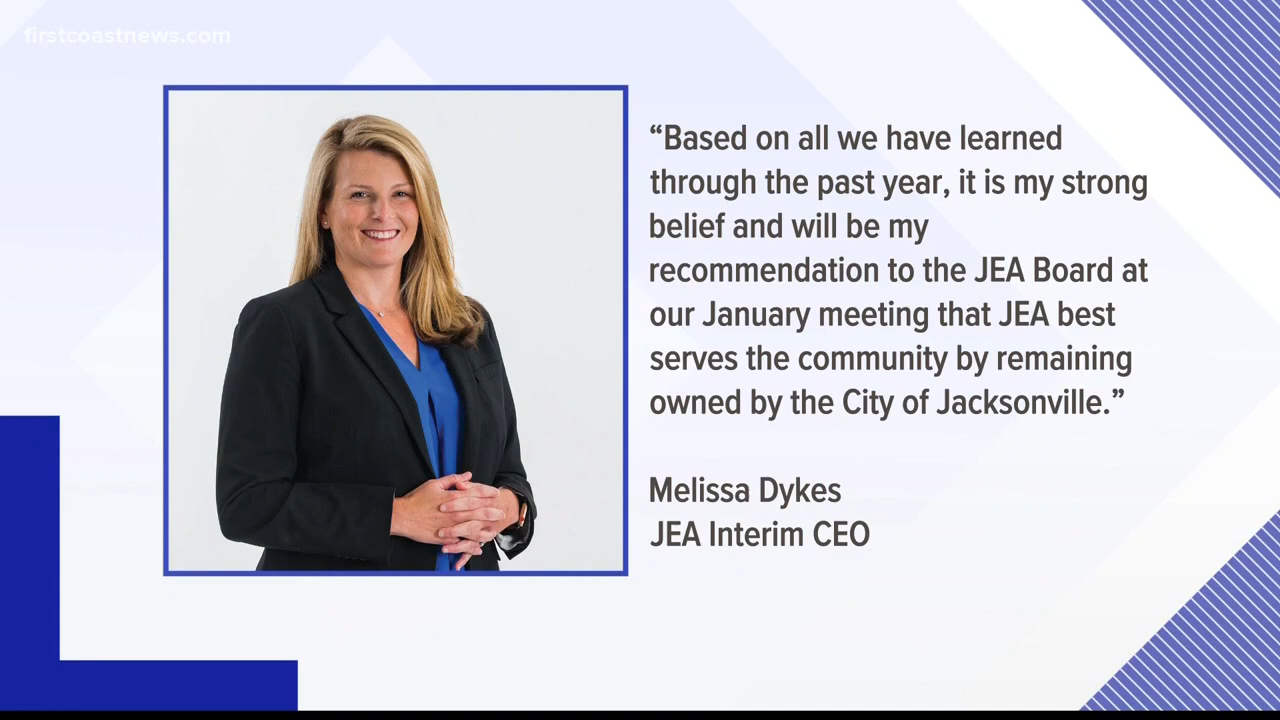 firstcoastnews.com
“Based on all we have learned
through the past year, it is my strong
belief and will be my
recommendation to the JEA Board at
our January meeting that JEA best
serves the community by remaining
owned by the City of Jacksonville.”
Melissa Dykes
JEA Interim CEO